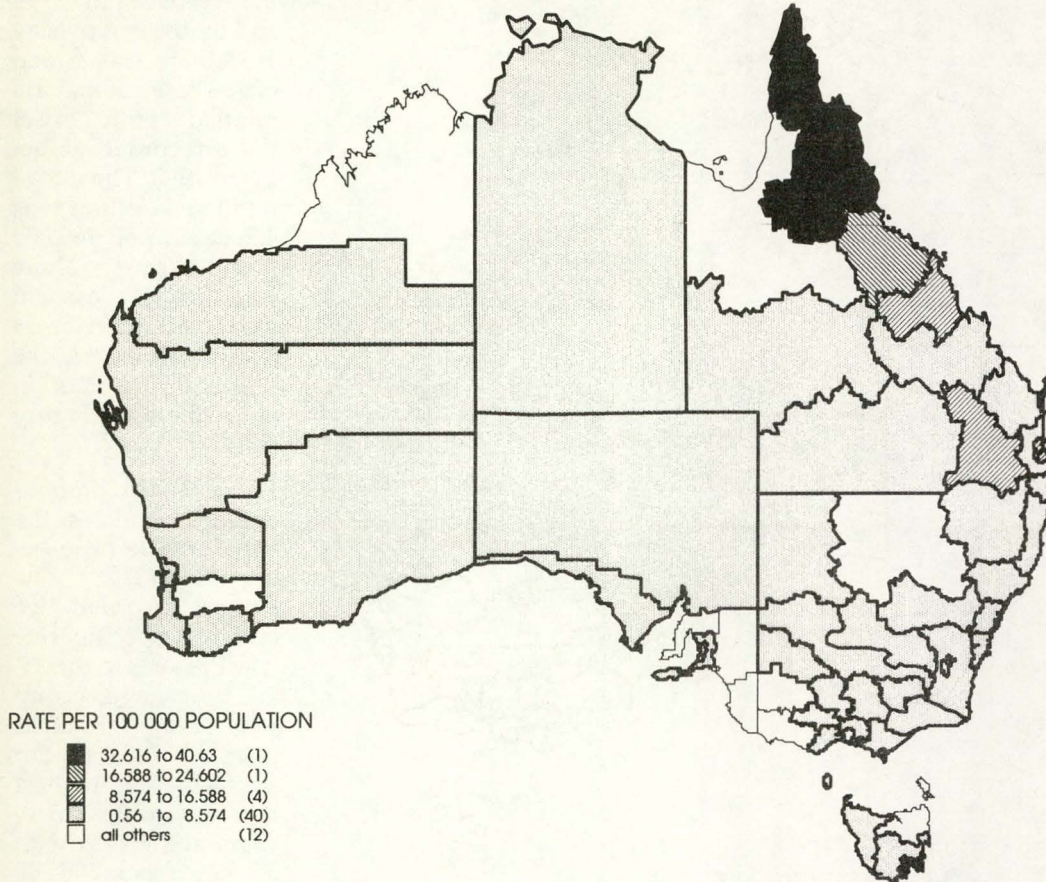 RATE PER 100 000 POPULATION
32.616 to 40.63 (1)
16.588 to 24.602 (1)
8.574 to 16.588 (4)
0.56 to 8.574 (40)
all others (12)